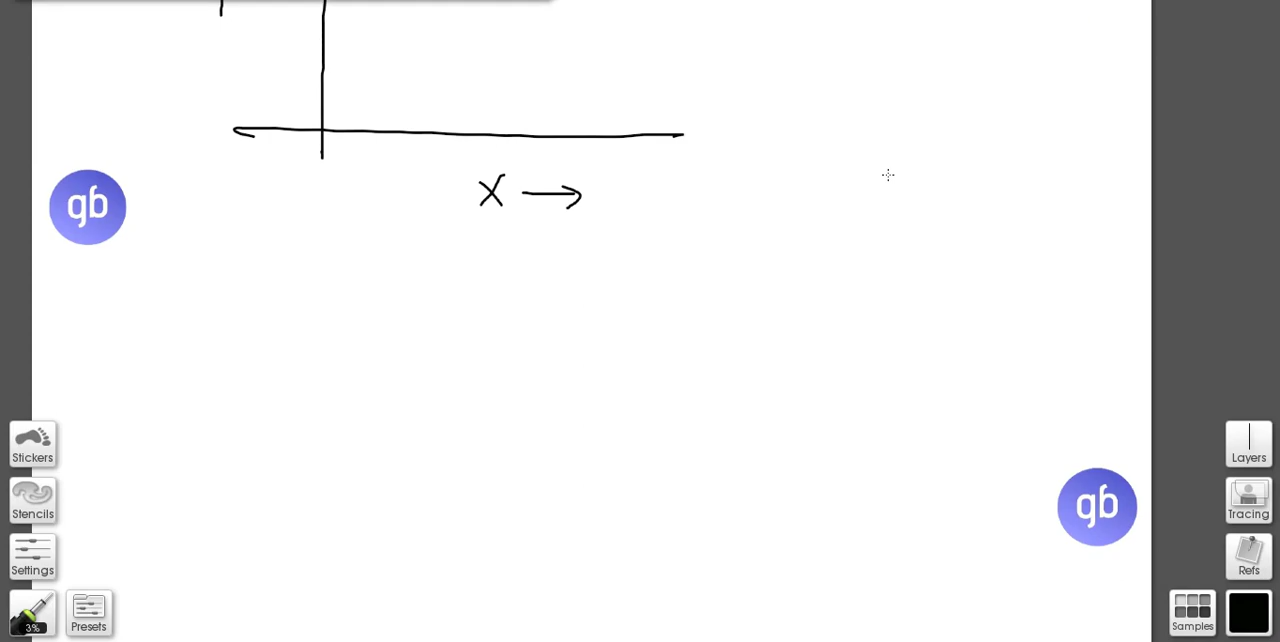 X →
gb
gb
Stickers
Stencils
Settings
3%
Presets
Layers
Tracing
Refs
Samples